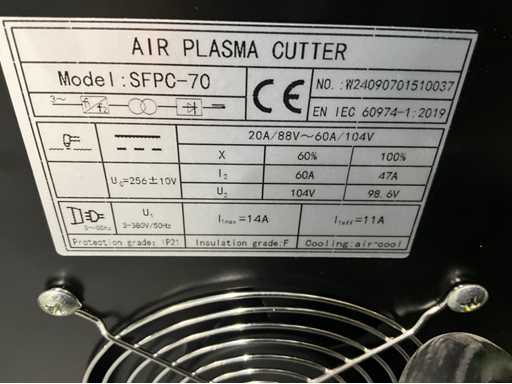 AIR PLASMA CUTTER
Model:SFPC-70
NO.:W24090701510037
3~
f₁ f₂
CE
EN IEC 60974-1:2019
20A/88V~60A/104V
X 60% 100%
U₀=256±10V
I₂ 60A 47A
U₂ 104V 98.6V
U₁
3~380V/50Hz
I₁max=14A
I₁eff=11A
Protection grade: IP21
Insulation grade:F
Cooling:air-cool